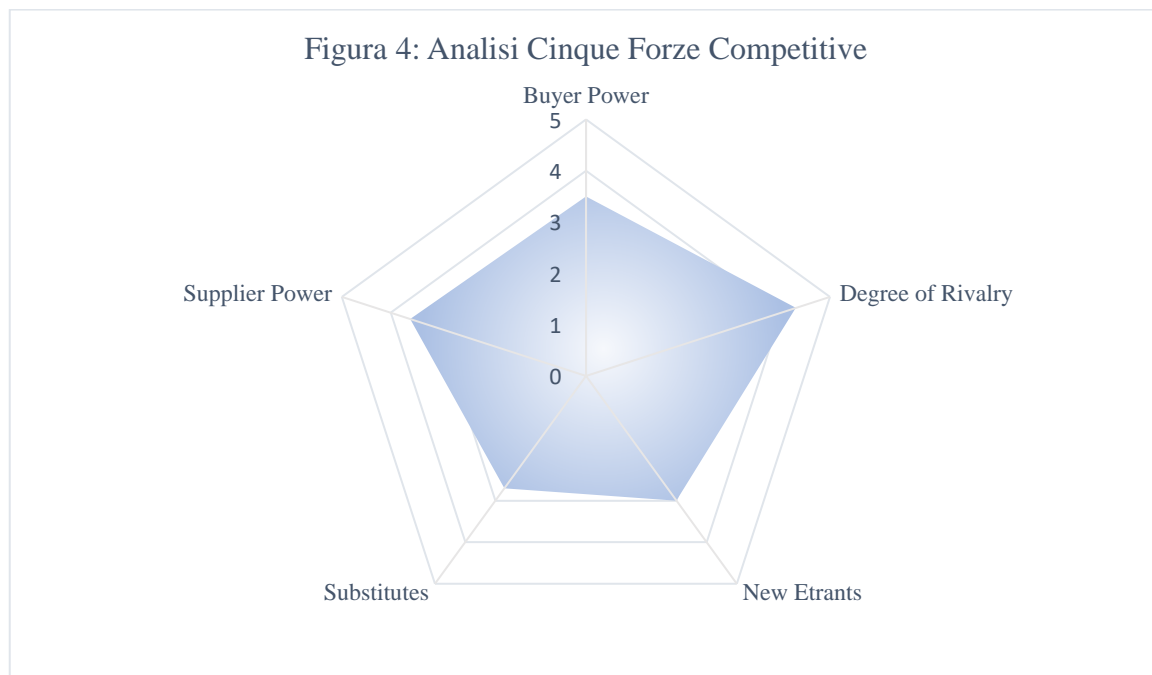 Figura 4: Analisi Cinque Forze Competitive
Buyer Power
5
4
3
2
1
0
Degree of Rivalry
Supplier Power
Substitutes
New Etrants